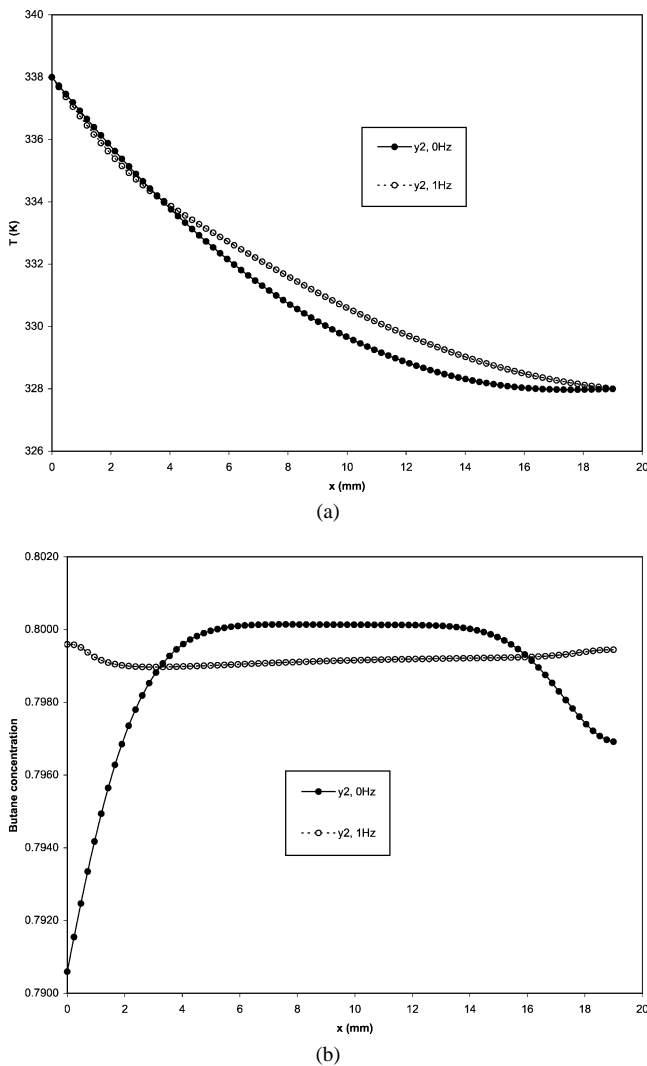 340
338
336
334
332
330
328
326
T (K)
y2, 0Hz
y2, 1Hz
0 2 4 6 8 10 12 14 16 18 20
x (mm)
(a)
0.8020
0.8000
0.7980
0.7960
0.7940
0.7920
0.7900
Butane concentration
y2, 0Hz
y2, 1Hz
0 2 4 6 8 10 12 14 16 18 20
x (mm)
(b)